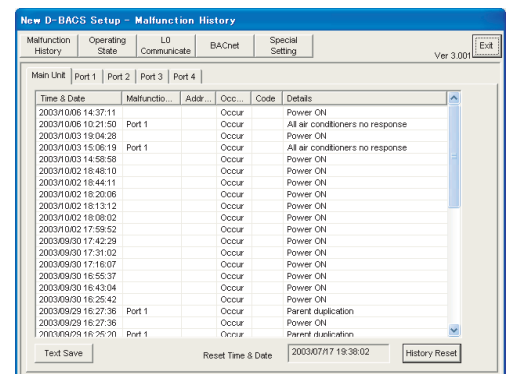 New D-BACS Setup - Malfunction History
Malfunction History Operating State L0 Communicate BACnet Special Setting Ver 3.001 Exit
Main Unit Port 1 Port 2 Port 3 Port 4
Time & Date Malfunctio... Addr... Occ... Code Details
2003/10/06 14:37:11 Occur Power ON
2003/10/06 10:21:50 Port 1 Occur All air conditioners no response
2003/10/03 19:04:28 Occur Power ON
2003/10/03 15:06:19 Port 1 Occur All air conditioners no response
2003/10/03 14:58:58 Occur Power ON
2003/10/02 18:48:10 Occur Power ON
2003/10/02 18:44:11 Occur Power ON
2003/10/02 18:20:06 Occur Power ON
2003/10/02 18:13:12 Occur Power ON
2003/10/02 18:08:02 Occur Power ON
2003/10/02 17:59:52 Occur Power ON
2003/09/30 17:42:29 Occur Power ON
2003/09/30 17:31:02 Occur Power ON
2003/09/30 17:16:07 Occur Power ON
2003/09/30 16:55:37 Occur Power ON
2003/09/30 16:43:04 Occur Power ON
2003/09/30 16:25:42 Occur Power ON
2003/09/29 16:27:36 Port 1 Occur Parent duplication
2003/09/29 16:27:36 Occur Power ON
2003/09/29 16:25:20 Port 1 Occur Parent duplication
Text Save Reset Time & Date 2003/07/17 19:38:02 History Reset